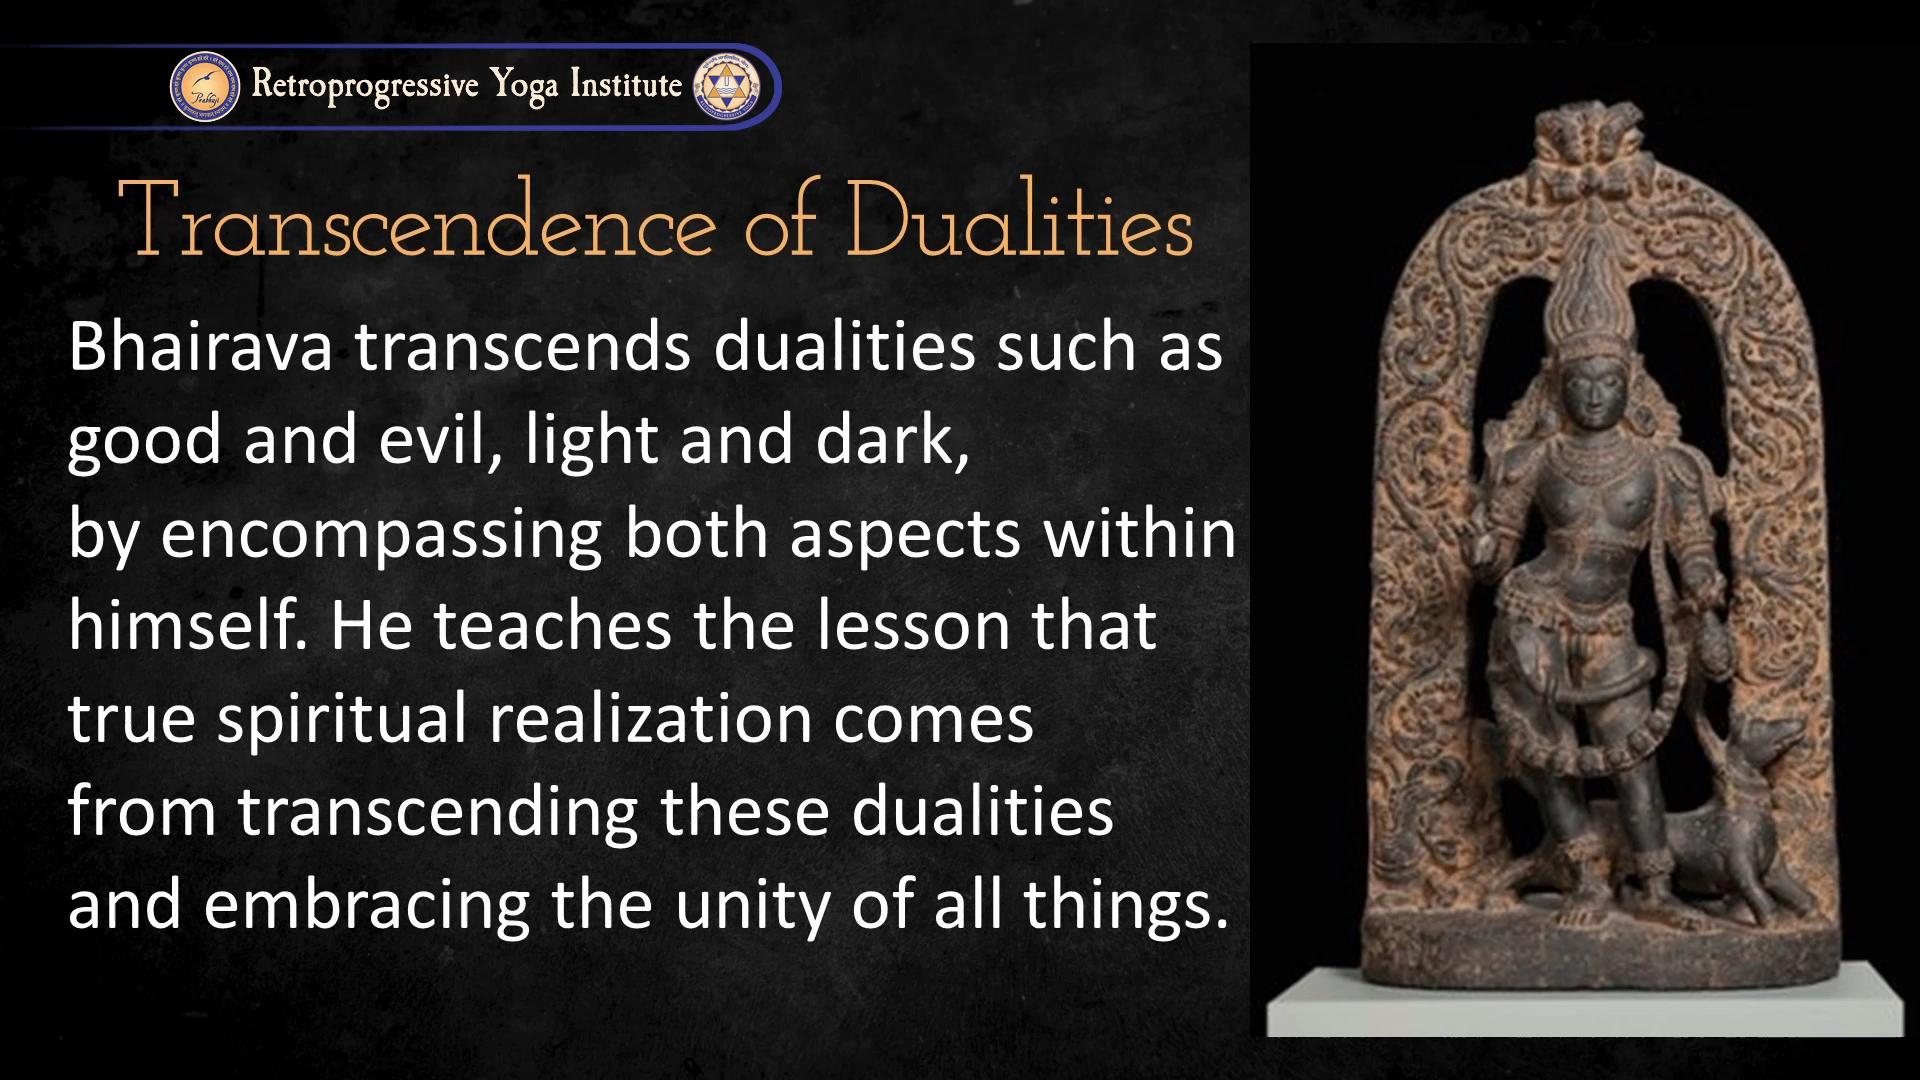 Prabhuji
Retroprogressive Yoga Institute
Transcendence of Dualities
Bhairava transcends dualities such as
good and evil, light and dark,
by encompassing both aspects within
himself. He teaches the lesson that
true spiritual realization comes
from transcending these dualities
and embracing the unity of all things.